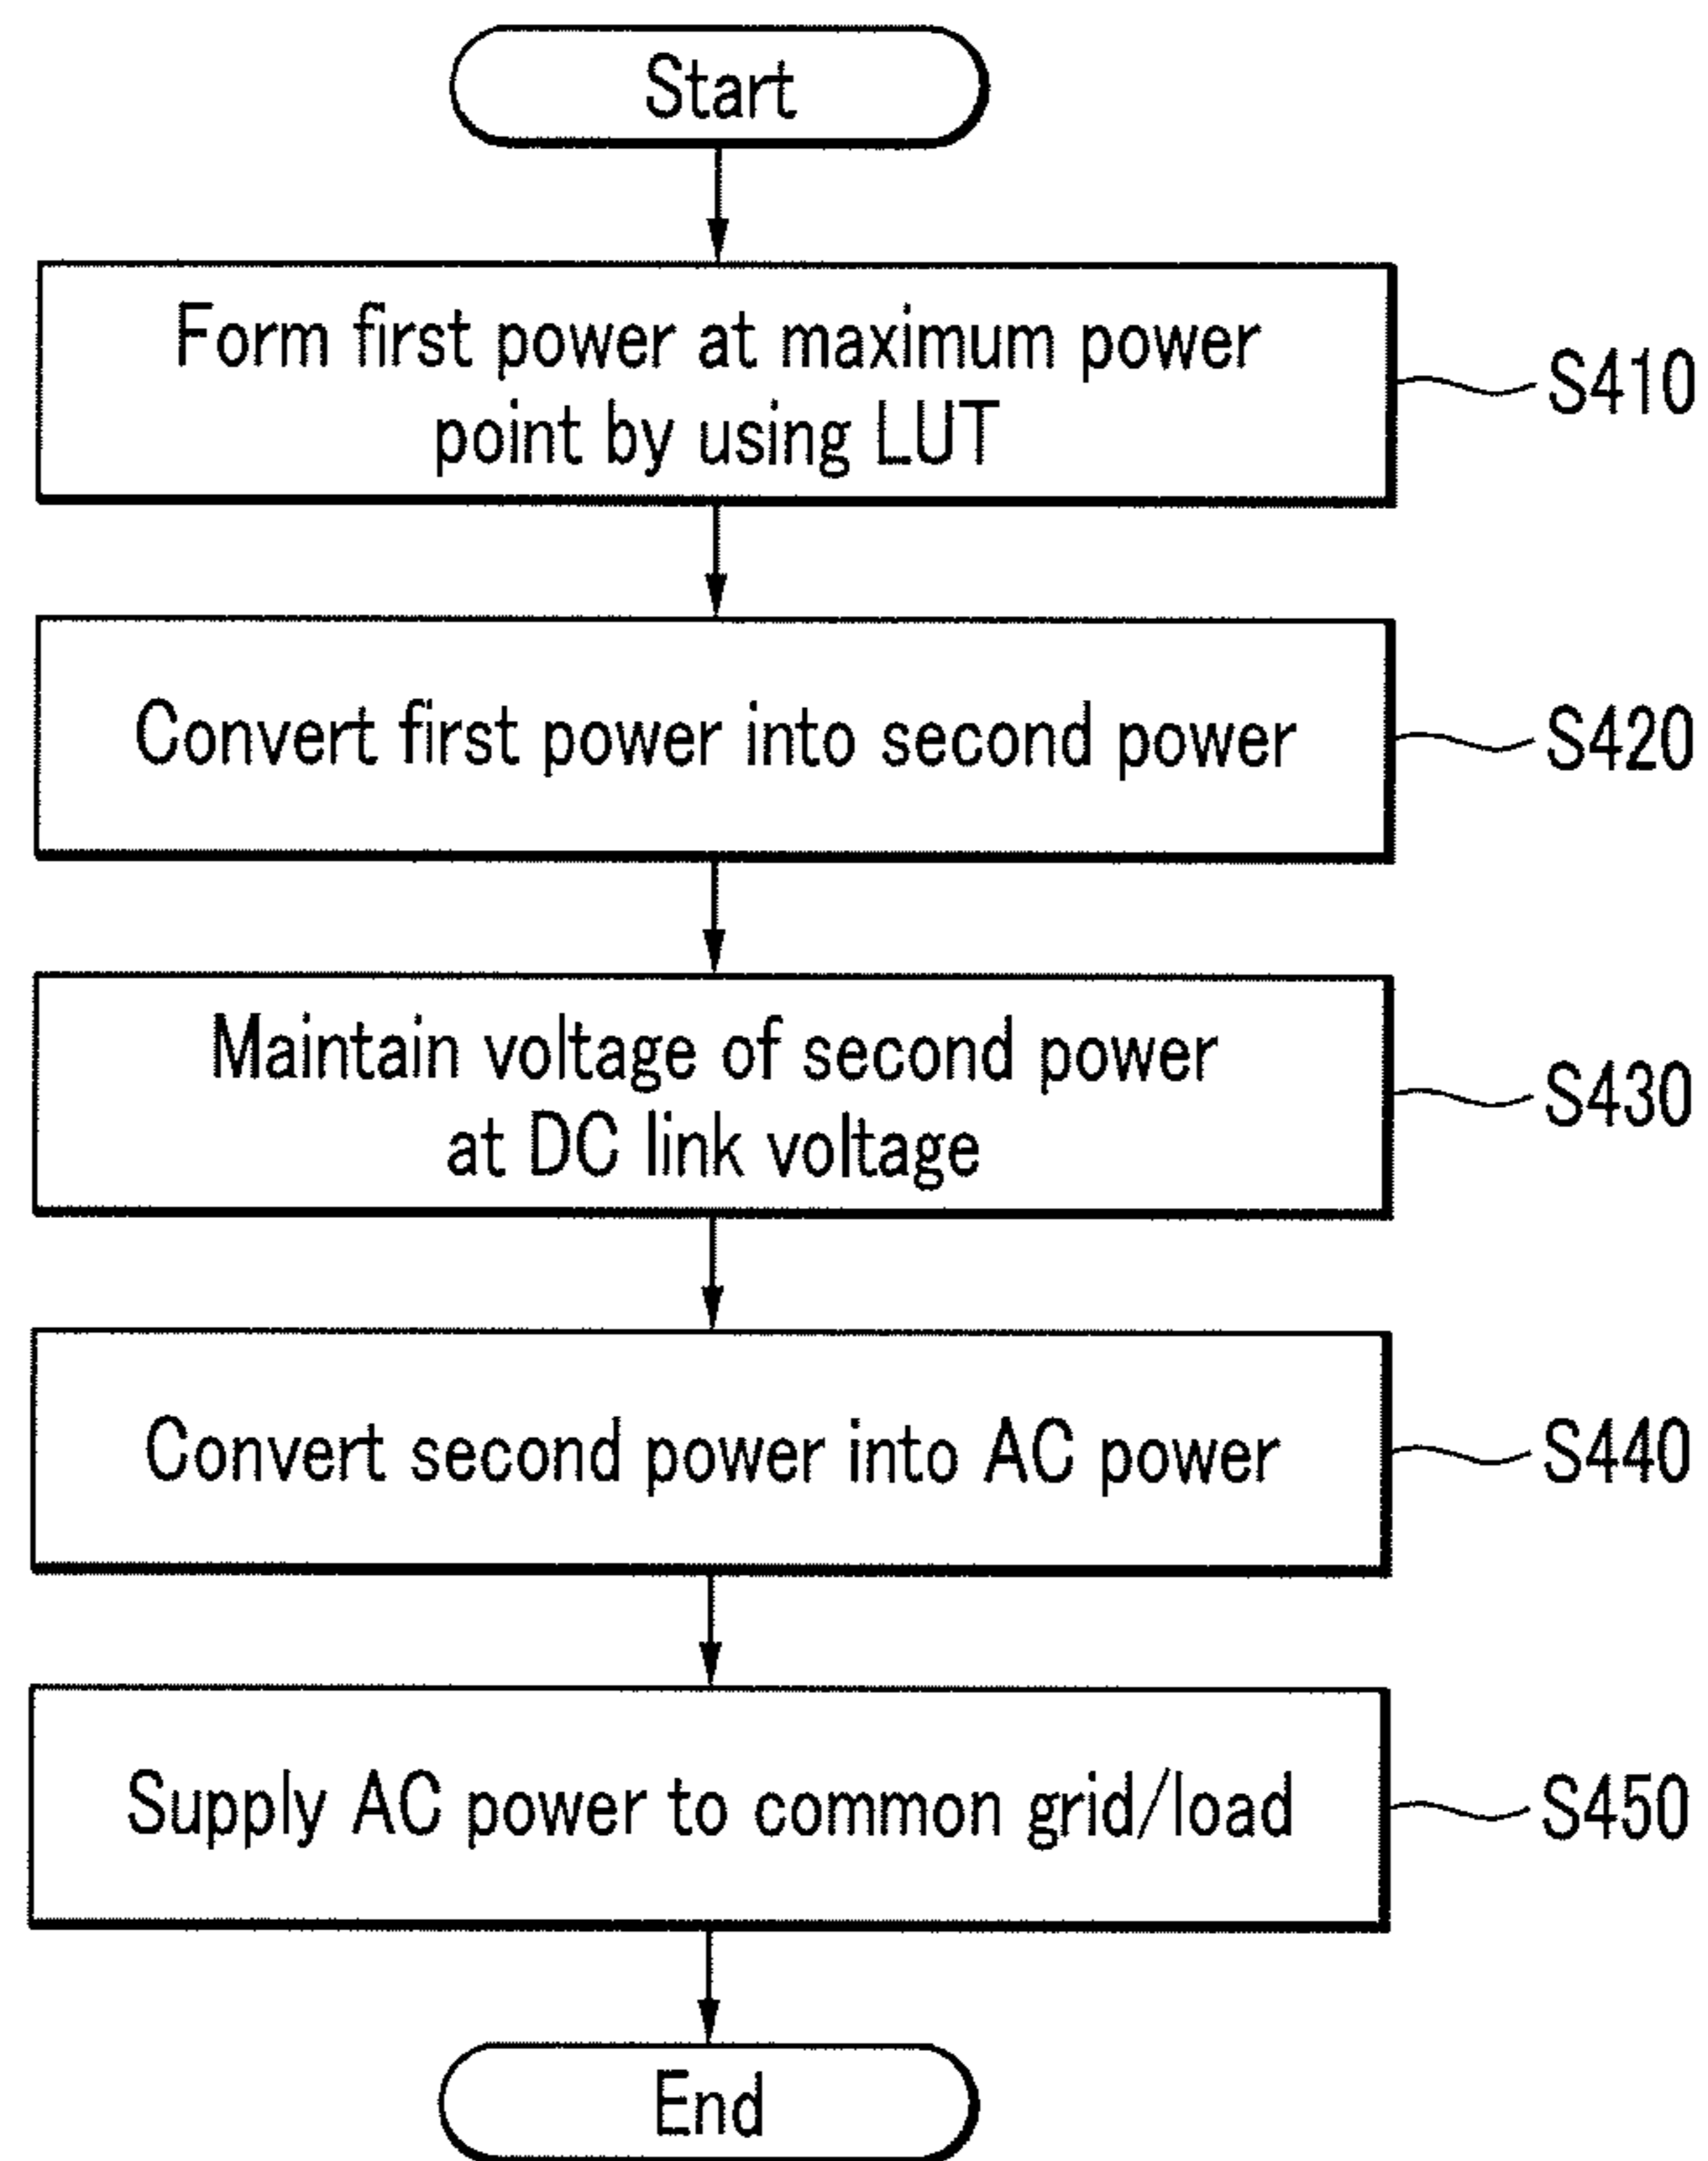 Start
Form first power at maximum power
point by using LUT
S410
Convert first power into second power
S420
Maintain voltage of second power
at DC link voltage
S430
Convert second power into AC power
S440
Supply AC power to common grid/load
S450
End